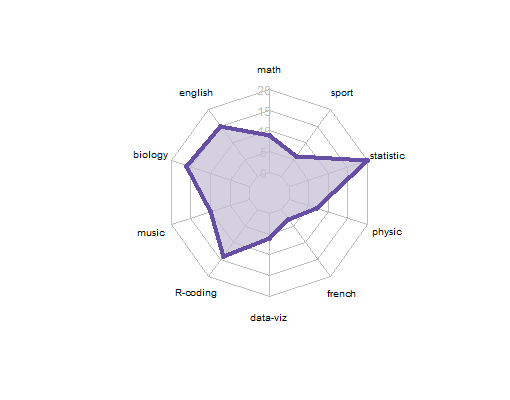 math
english
sport
20
15
10
5
0
biology
statistic
music
physic
R-coding
french
data-viz